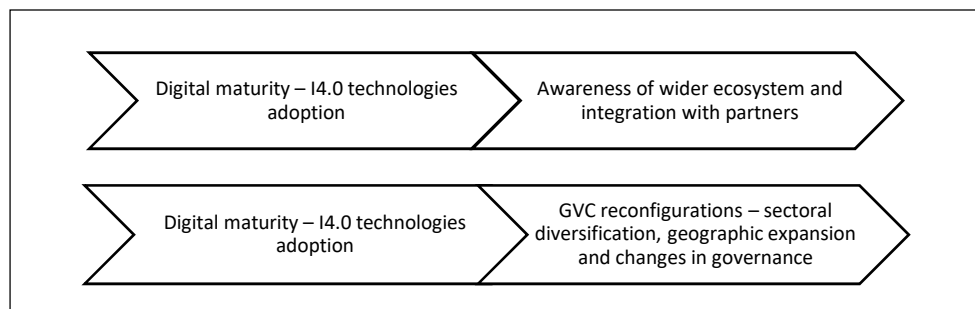 Digital maturity – I4.0 technologies
adoption
Awareness of wider ecosystem and
integration with partners
Digital maturity – I4.0 technologies
adoption
GVC reconfigurations – sectoral
diversification, geographic expansion
and changes in governance